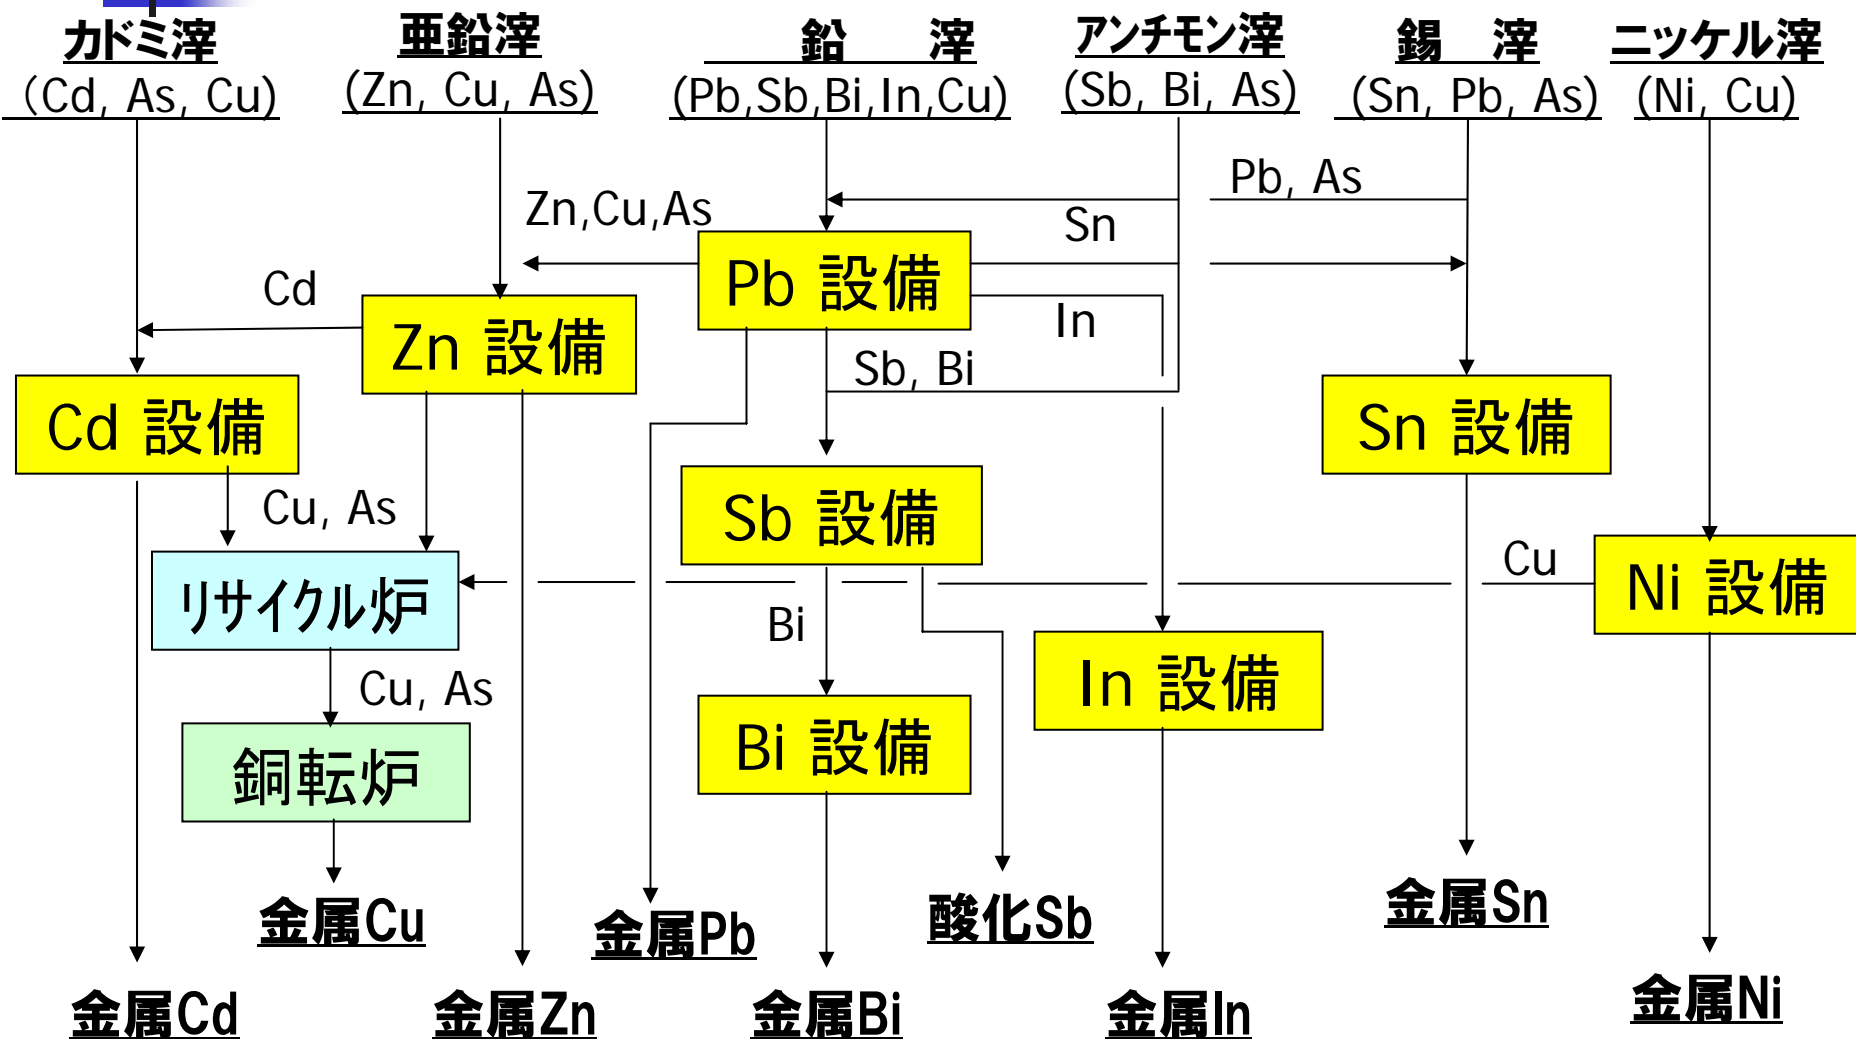 カドミ滓
亜鉛滓
鉛 滓
アンチモン滓
錫 滓
ニッケル滓
(Cd, As, Cu)
(Zn, Cu, As)
(Pb,Sb,Bi,In,Cu)
(Sb, Bi, As)
(Sn, Pb, As)
(Ni, Cu)
Pb, As
Zn,Cu,As
Sn
Pb 設備
Cd
In
Zn 設備
Sb, Bi
Cd 設備
Sn 設備
Cu, As
Sb 設備
Cu
Ni 設備
リサイクル炉
Bi
In 設備
Cu, As
Bi 設備
銅転炉
金属Cu
金属Pb
酸化Sb
金属Sn
金属Cd
金属Zn
金属Bi
金属In
金属Ni